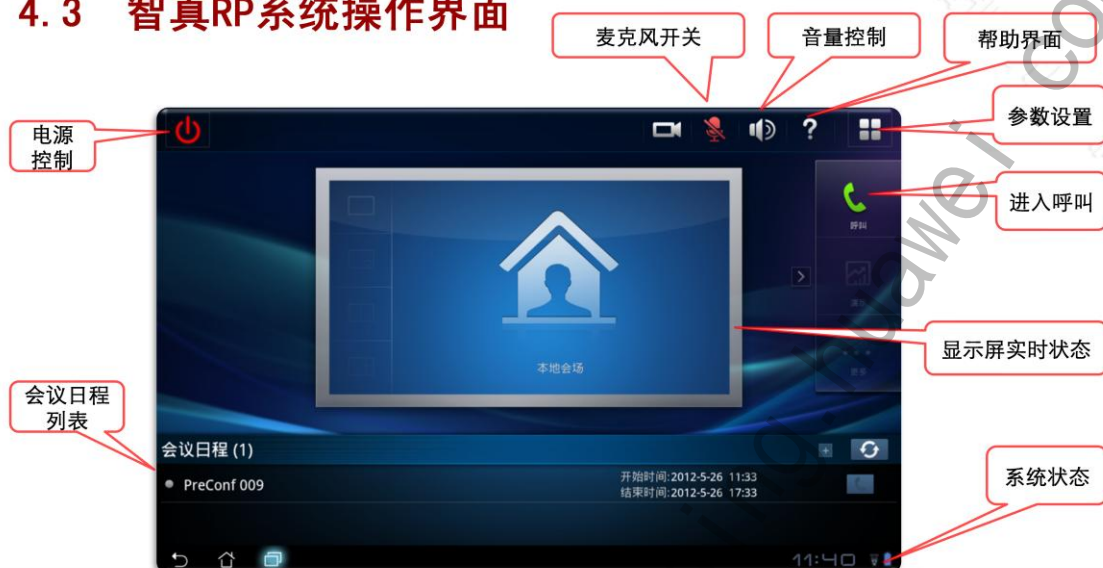 4.3 智真RP系统操作界面
麦克风开关
音量控制
帮助界面
参数设置
电源
控制
?
进入呼叫
呼叫
演示
显示屏实时状态
更多
本地会场
会议日程
列表
会议日程 (1)
PreConf 009
开始时间:2012-5-26 11:33
结束时间:2012-5-26 17:33
系统状态
11:40